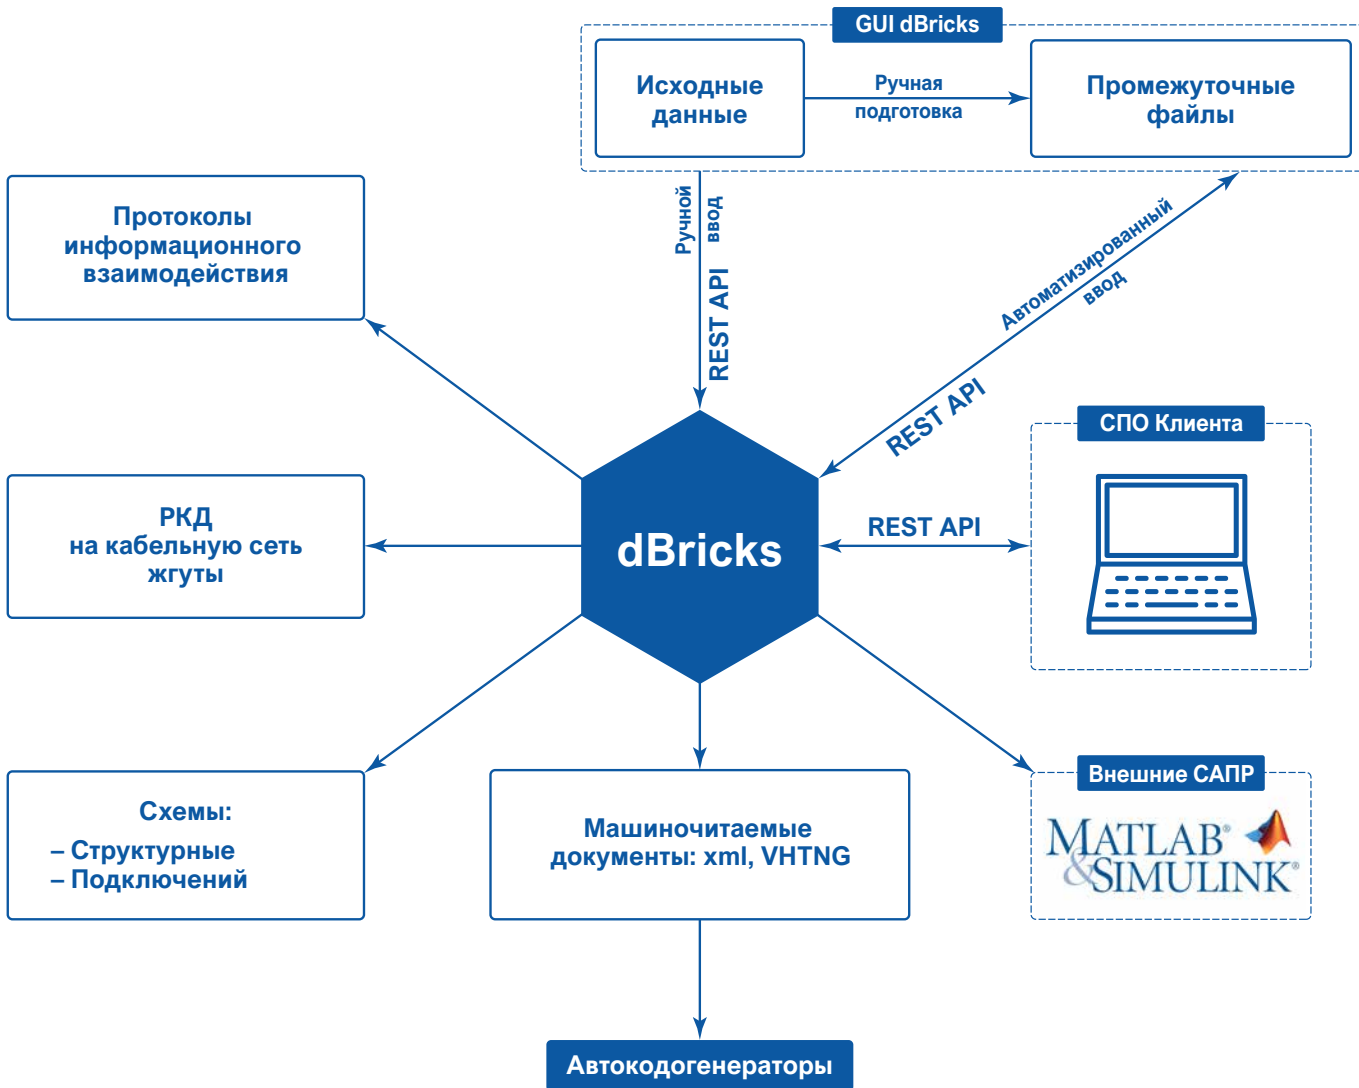 GUI dBricks
Исходные
данные
Ручная
подготовка
Промежуточные
файлы
Ручной
ввод
REST API
Автоматизированный
ввод
REST API
Протоколы
информационного
взаимодействия
СПО Клиента
РКД
на кабельную сеть
жгуты
dBricks
REST API
Схемы:
– Структурные
– Подключений
Машиночитаемые
документы: xml, VHTNG
Внешние САПР
MATLAB®
&SIMULINK®
Автокодогенераторы